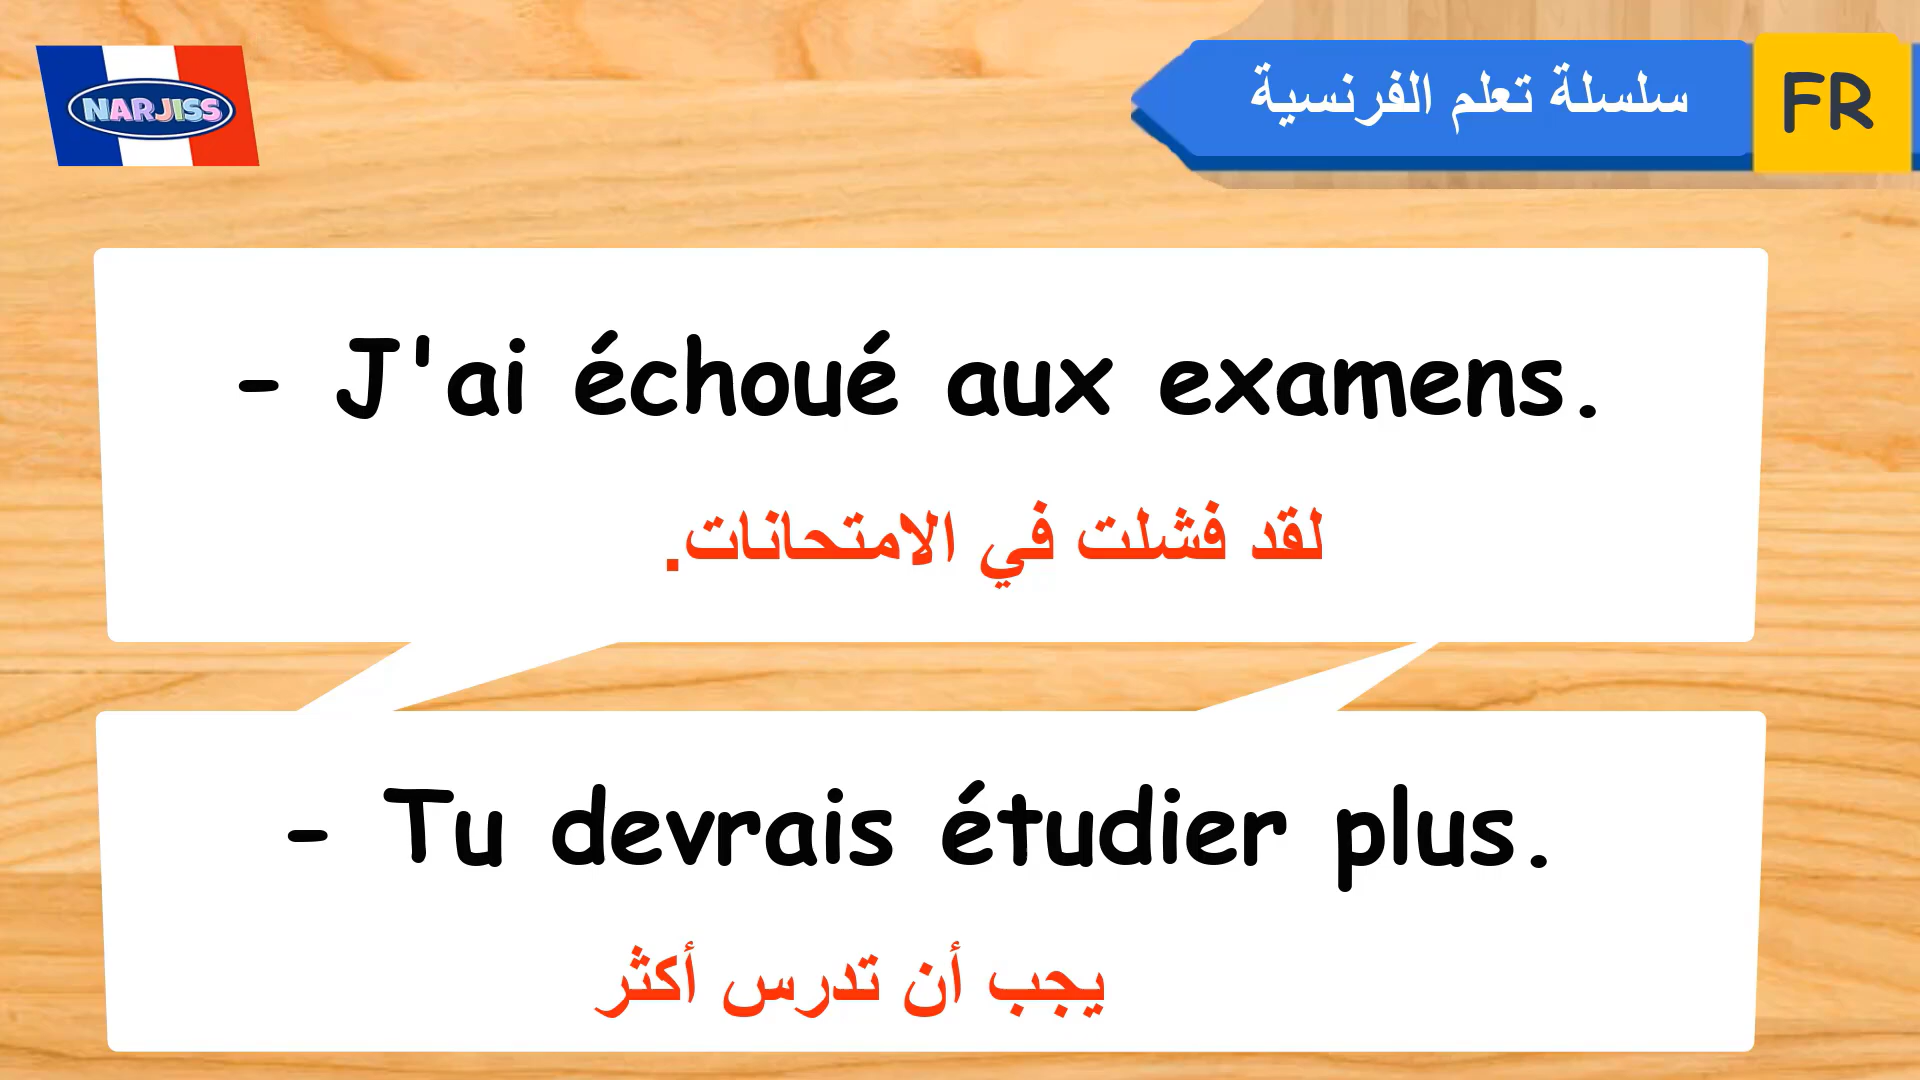 NARJISS
سلسلة تعلم الفرنسية
FR
- J'ai échoué aux examens.
لقد فشلت في الامتحانات.
- Tu devrais étudier plus.
يجب أن تدرس أكثر